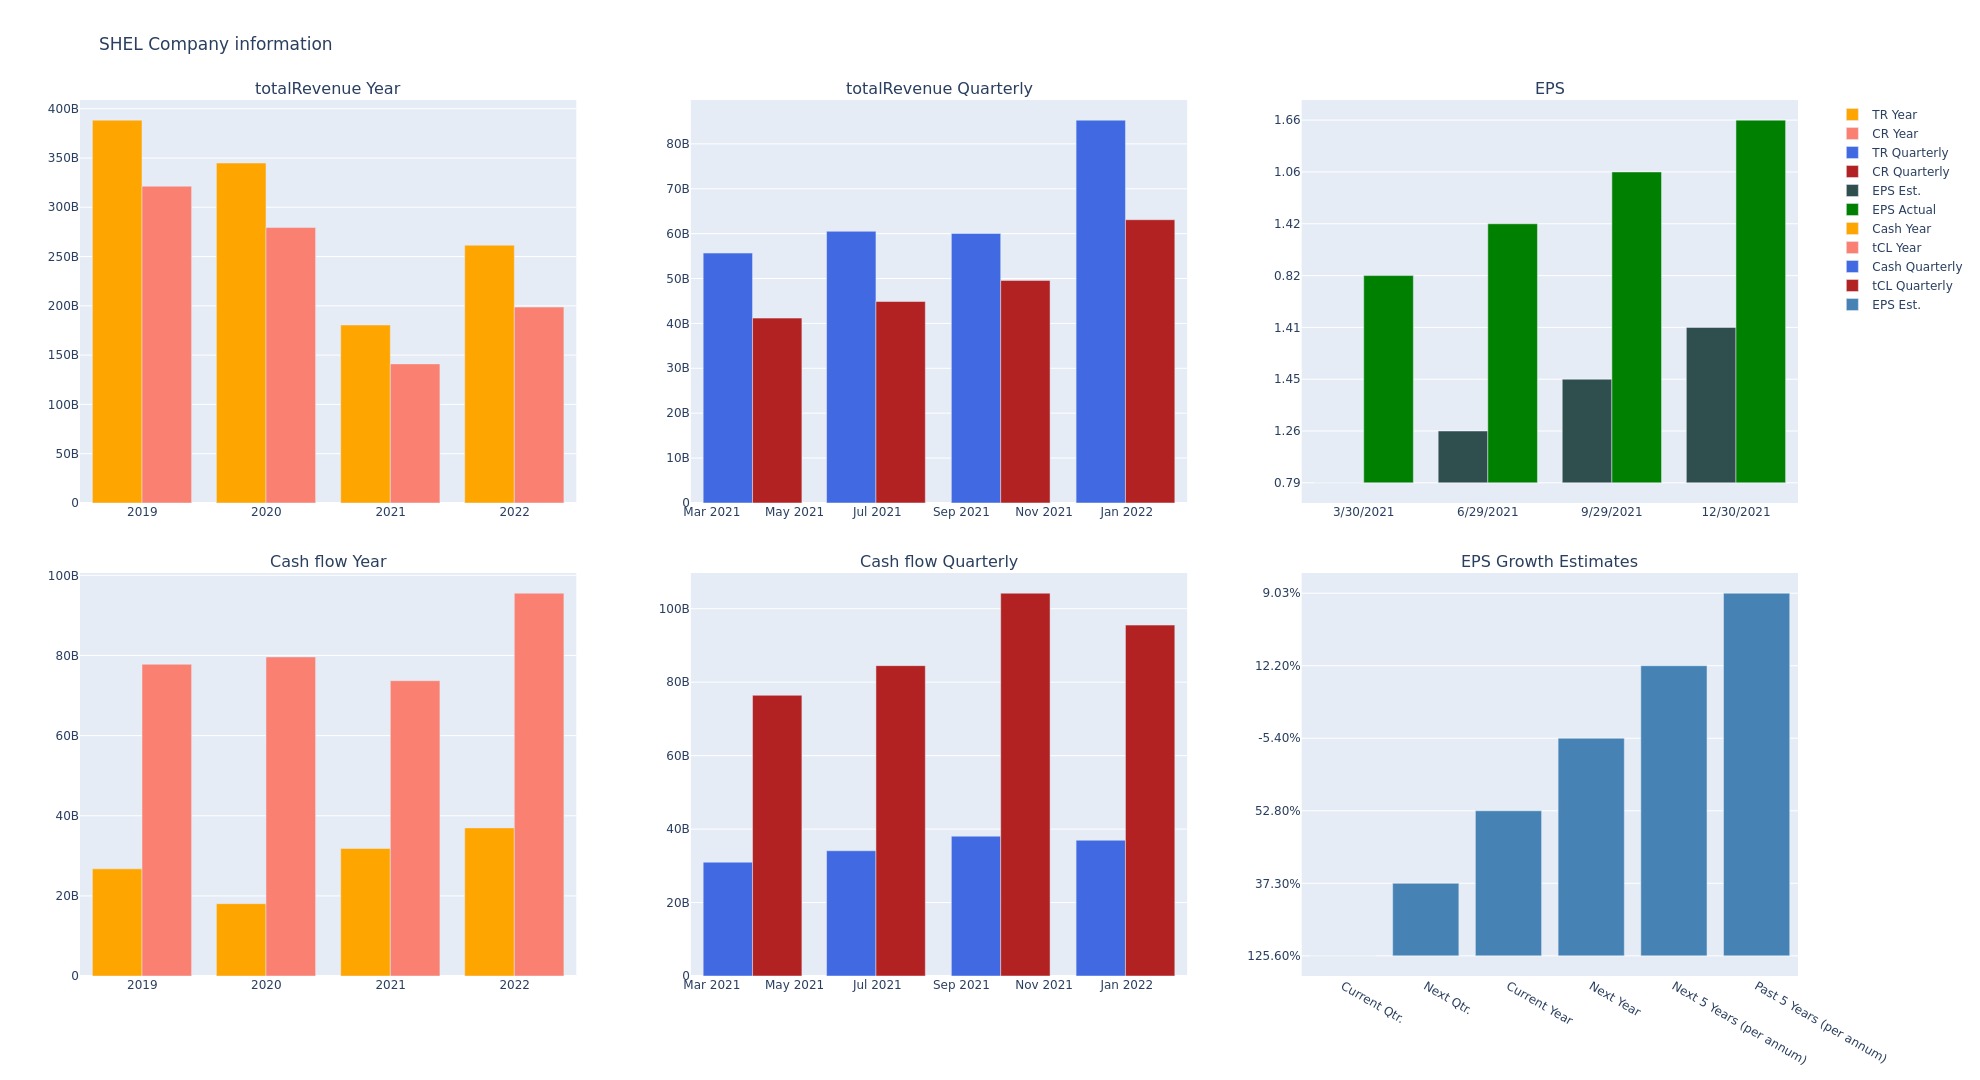 SHEL Company information
totalRevenue Year
400B
350B
300B
250B
200B
150B
100B
50B
0
2019 2020 2021 2022
totalRevenue Quarterly
80B
70B
60B
50B
40B
30B
20B
10B
0
Mar 2021 May 2021 Jul 2021 Sep 2021 Nov 2021 Jan 2022
EPS
1.66
1.06
1.42
0.82
1.41
1.45
1.26
0.79
3/30/2021 6/29/2021 9/29/2021 12/30/2021
TR Year
CR Year
TR Quarterly
CR Quarterly
EPS Est.
EPS Actual
Cash Year
tCL Year
Cash Quarterly
tCL Quarterly
EPS Est.
Cash flow Year
100B
80B
60B
40B
20B
0
2019 2020 2021 2022
Cash flow Quarterly
100B
80B
60B
40B
20B
0
Mar 2021 May 2021 Jul 2021 Sep 2021 Nov 2021 Jan 2022
EPS Growth Estimates
9.03%
12.20%
-5.40%
52.80%
37.30%
125.60%
Current Qtr.
Next Qtr.
Current Year
Next Year
Next 5 Years (per annum)
Past 5 Years (per annum)